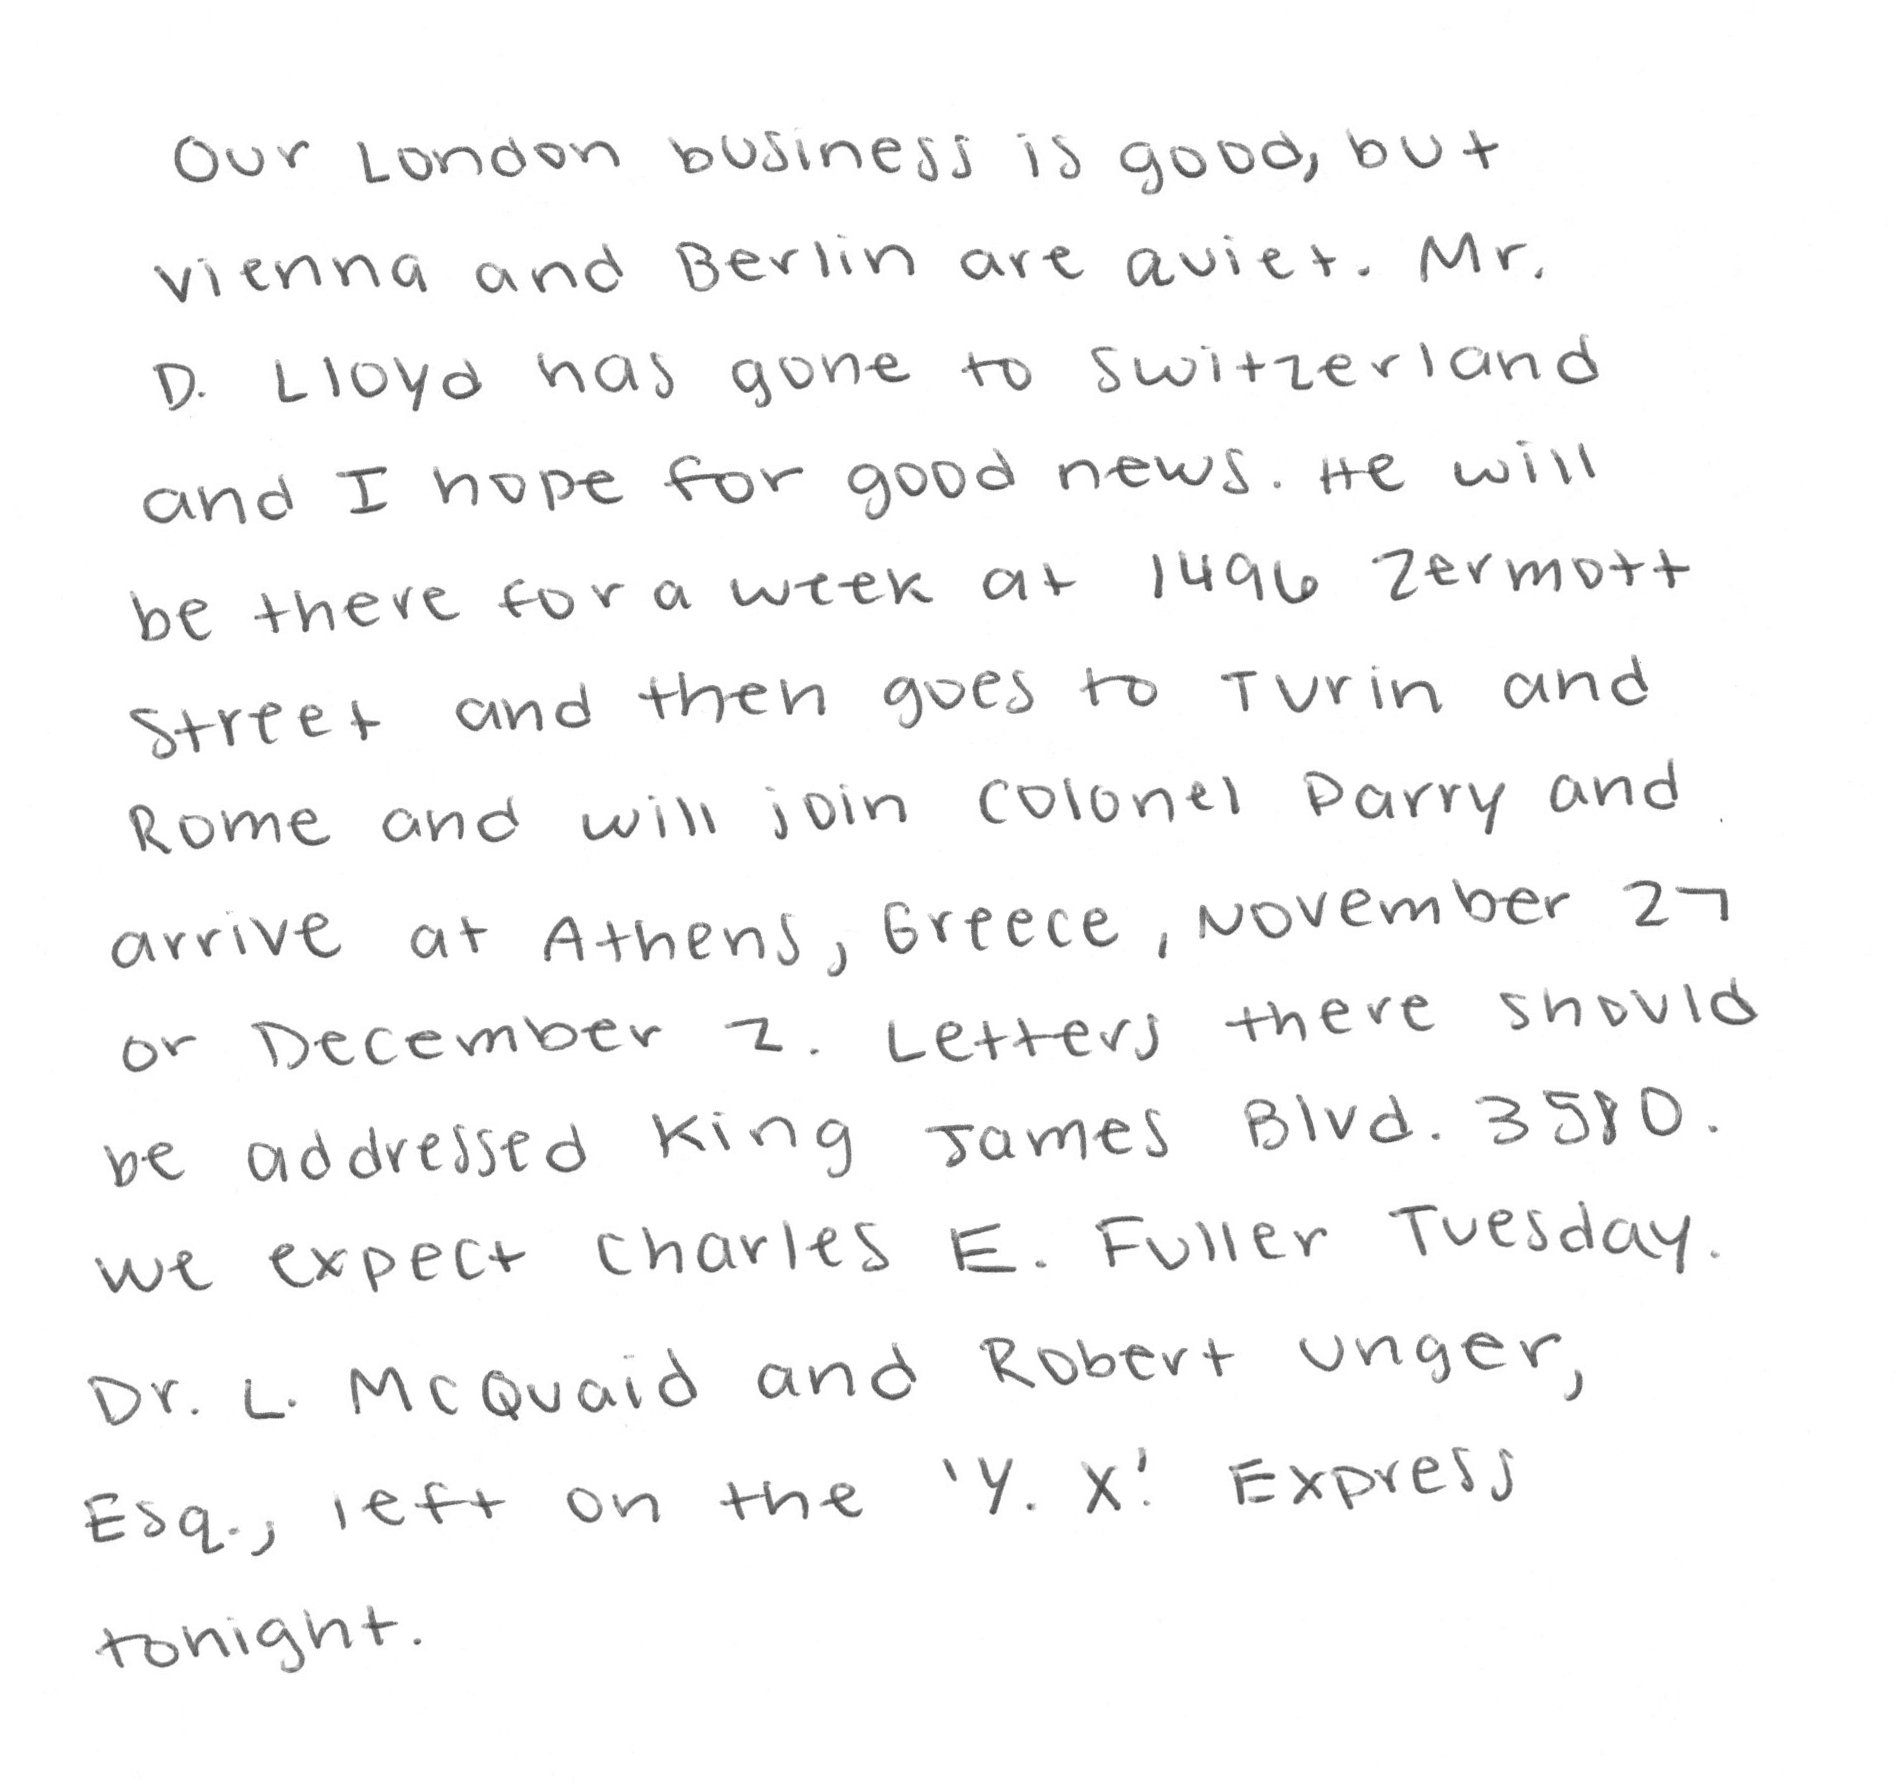 Our London business is good, but
Vienna and Berlin are quiet. Mr.
D. Lloyd has gone to Switzerland
and I hope for good news. He will
be there for a week at 1496 Zermott
Street and then goes to Turin and
Rome and will join Colonel Parry and
arrive at Athens, Greece, November 27
or December 2. Letters there should
be addressed King James Blvd. 3580.
We expect Charles E. Fuller Tuesday.
Dr. L. McQuaid and Robert Unger,
Esq., left on the 'Y. X.' Express
tonight.